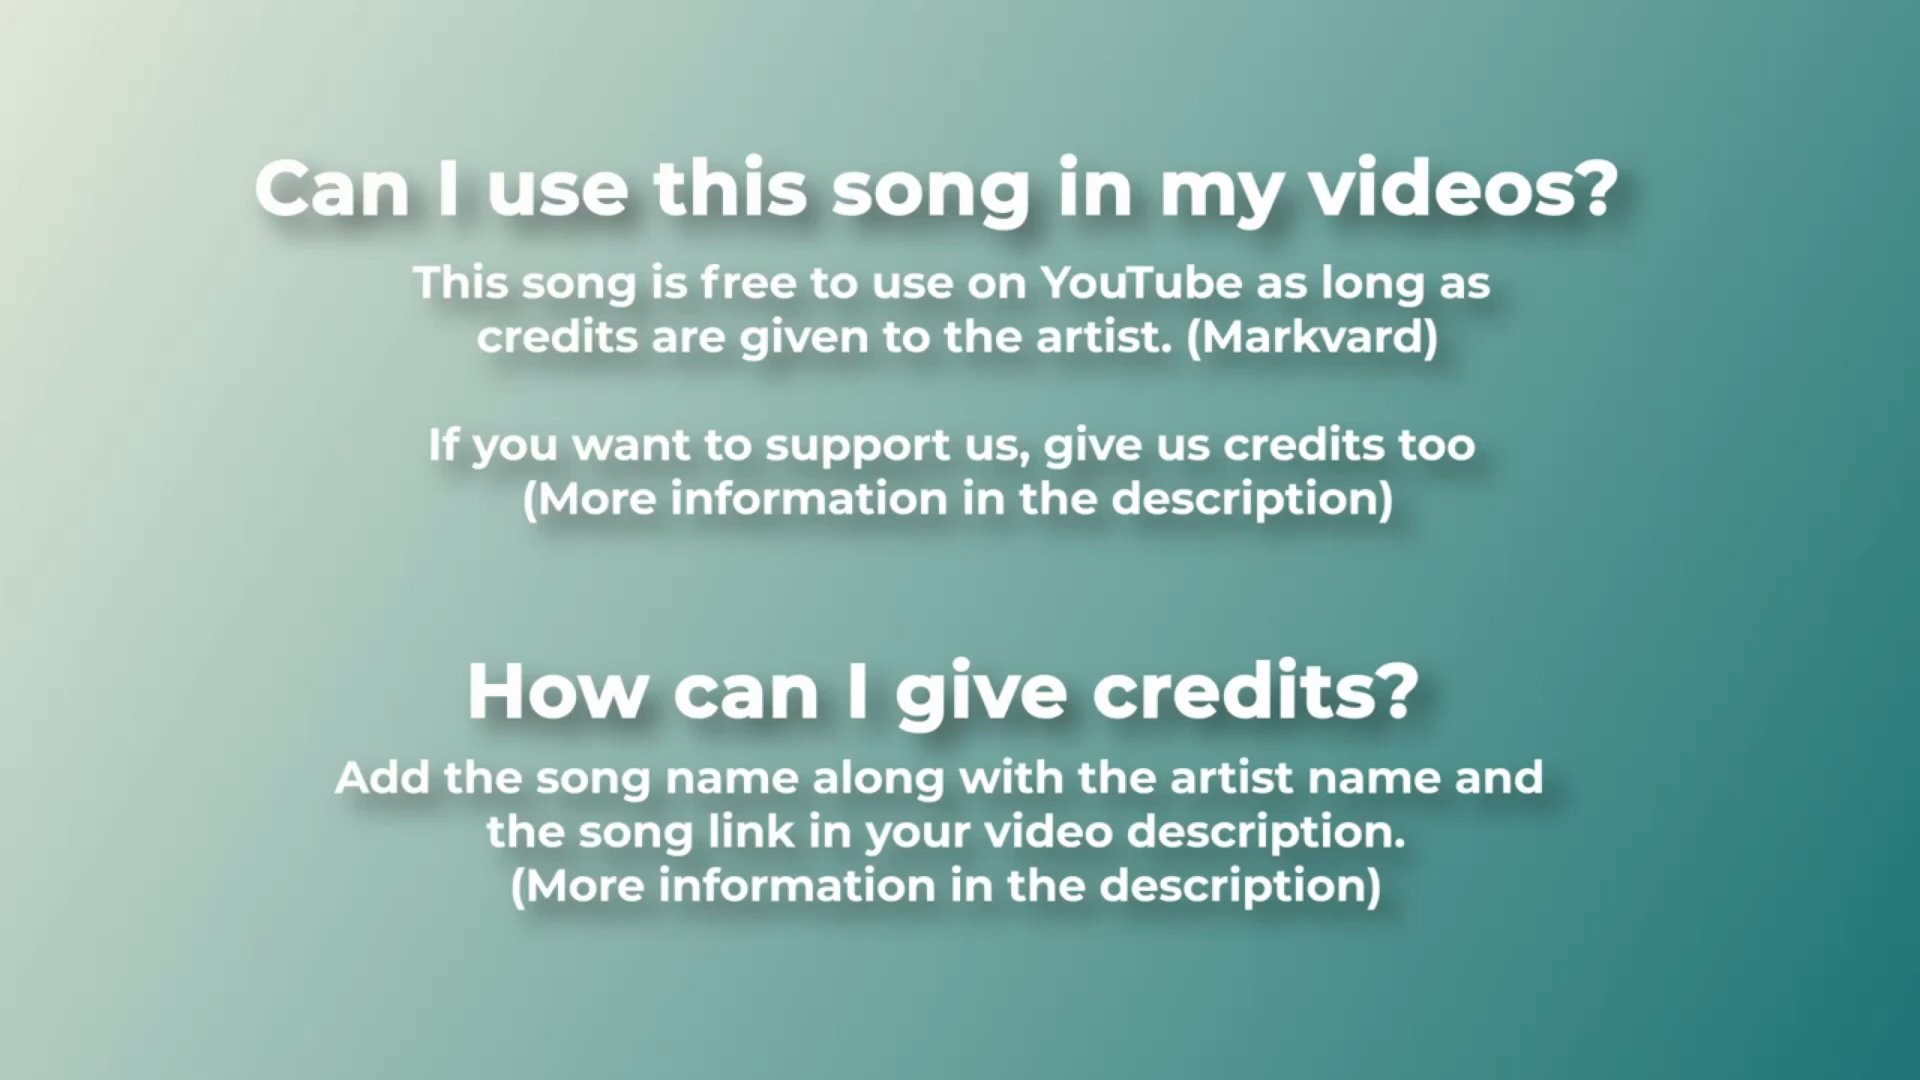 Can I use this song in my videos?
This song is free to use on YouTube as long as
credits are given to the artist. (Markvard)
If you want to support us, give us credits too
(More information in the description)
How can I give credits?
Add the song name along with the artist name and
the song link in your video description.
(More information in the description)